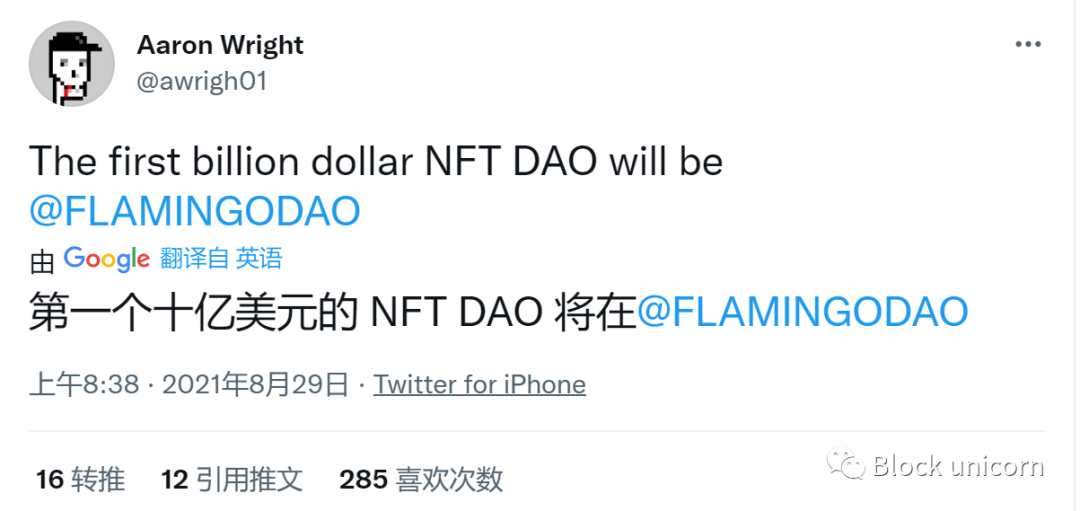 Aaron Wright
@awrigh01
The first billion dollar NFT DAO will be
@FLAMINGODAO
由 Google 翻译自 英语
第一个十亿美元的 NFT DAO 将在@FLAMINGODAO
上午8:38 · 2021年8月29日 · Twitter for iPhone
16 转推 12 引用推文 285 喜欢次数
Block unicorn